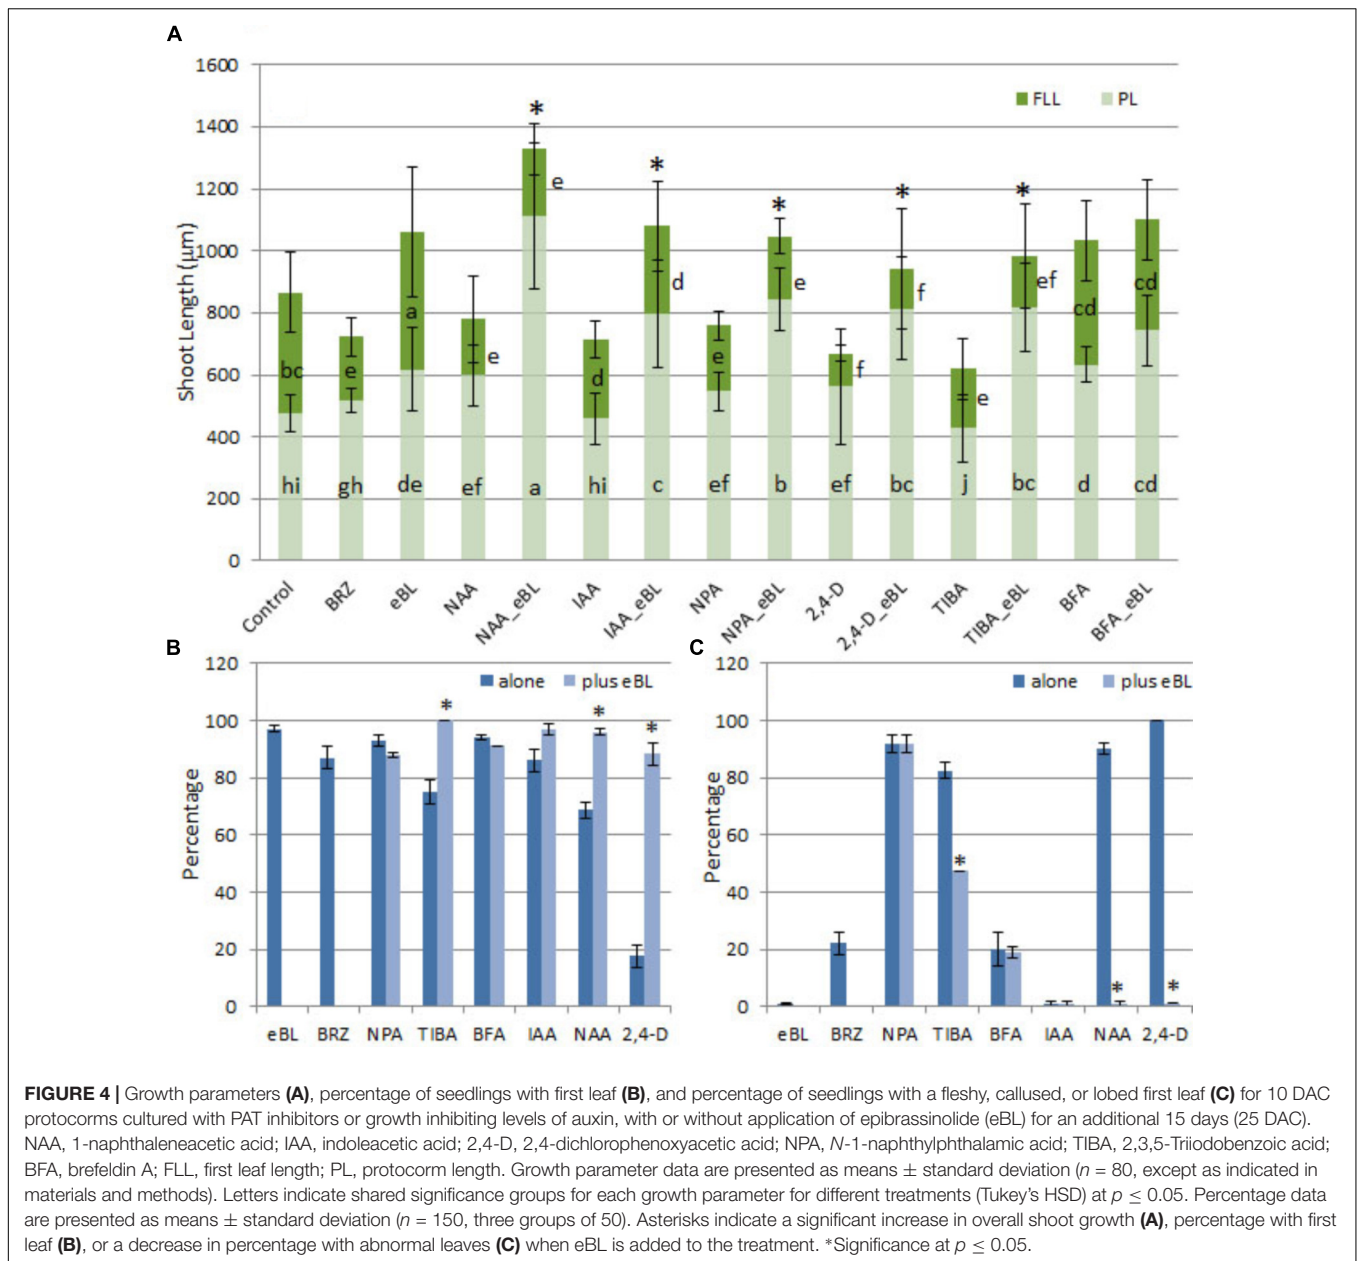 A
1600
1400
1200
1000
800
600
400
200
0
Shoot Length (µm)
FLL PL
* * * * *
bc e a e e d d e e f f e ef cd cd
hi gh de ef a hi c ef b ef bc j bc d cd
Control BRZ eBL NAA NAA_eBL IAA IAA_eBL NPA NPA_eBL 2,4-D 2,4-D_eBL TIBA TIBA_eBL BFA BFA_eBL
B
120
100
80
60
40
20
0
Percentage
alone plus eBL
* * *
eBL BRZ NPA TIBA BFA IAA NAA 2,4-D
C
120
100
80
60
40
20
0
Percentage
alone plus eBL
* * *
eBL BRZ NPA TIBA BFA IAA NAA 2,4-D
FIGURE 4 | Growth parameters (A), percentage of seedlings with first leaf (B), and percentage of seedlings with a fleshy, callused, or lobed first leaf (C) for 10 DAC
protocorms cultured with PAT inhibitors or growth inhibiting levels of auxin, with or without application of epibrassinolide (eBL) for an additional 15 days (25 DAC).
NAA, 1-naphthaleneacetic acid; IAA, indoleacetic acid; 2,4-D, 2,4-dichlorophenoxyacetic acid; NPA, N-1-naphthylphthalamic acid; TIBA, 2,3,5-Triiodobenzoic acid;
BFA, brefeldin A; FLL, first leaf length; PL, protocorm length. Growth parameter data are presented as means ± standard deviation (n = 80, except as indicated in
materials and methods). Letters indicate shared significance groups for each growth parameter for different treatments (Tukey's HSD) at p ≤ 0.05. Percentage data
are presented as means ± standard deviation (n = 150, three groups of 50). Asterisks indicate a significant increase in overall shoot growth (A), percentage with first
leaf (B), or a decrease in percentage with abnormal leaves (C) when eBL is added to the treatment. *Significance at p ≤ 0.05.